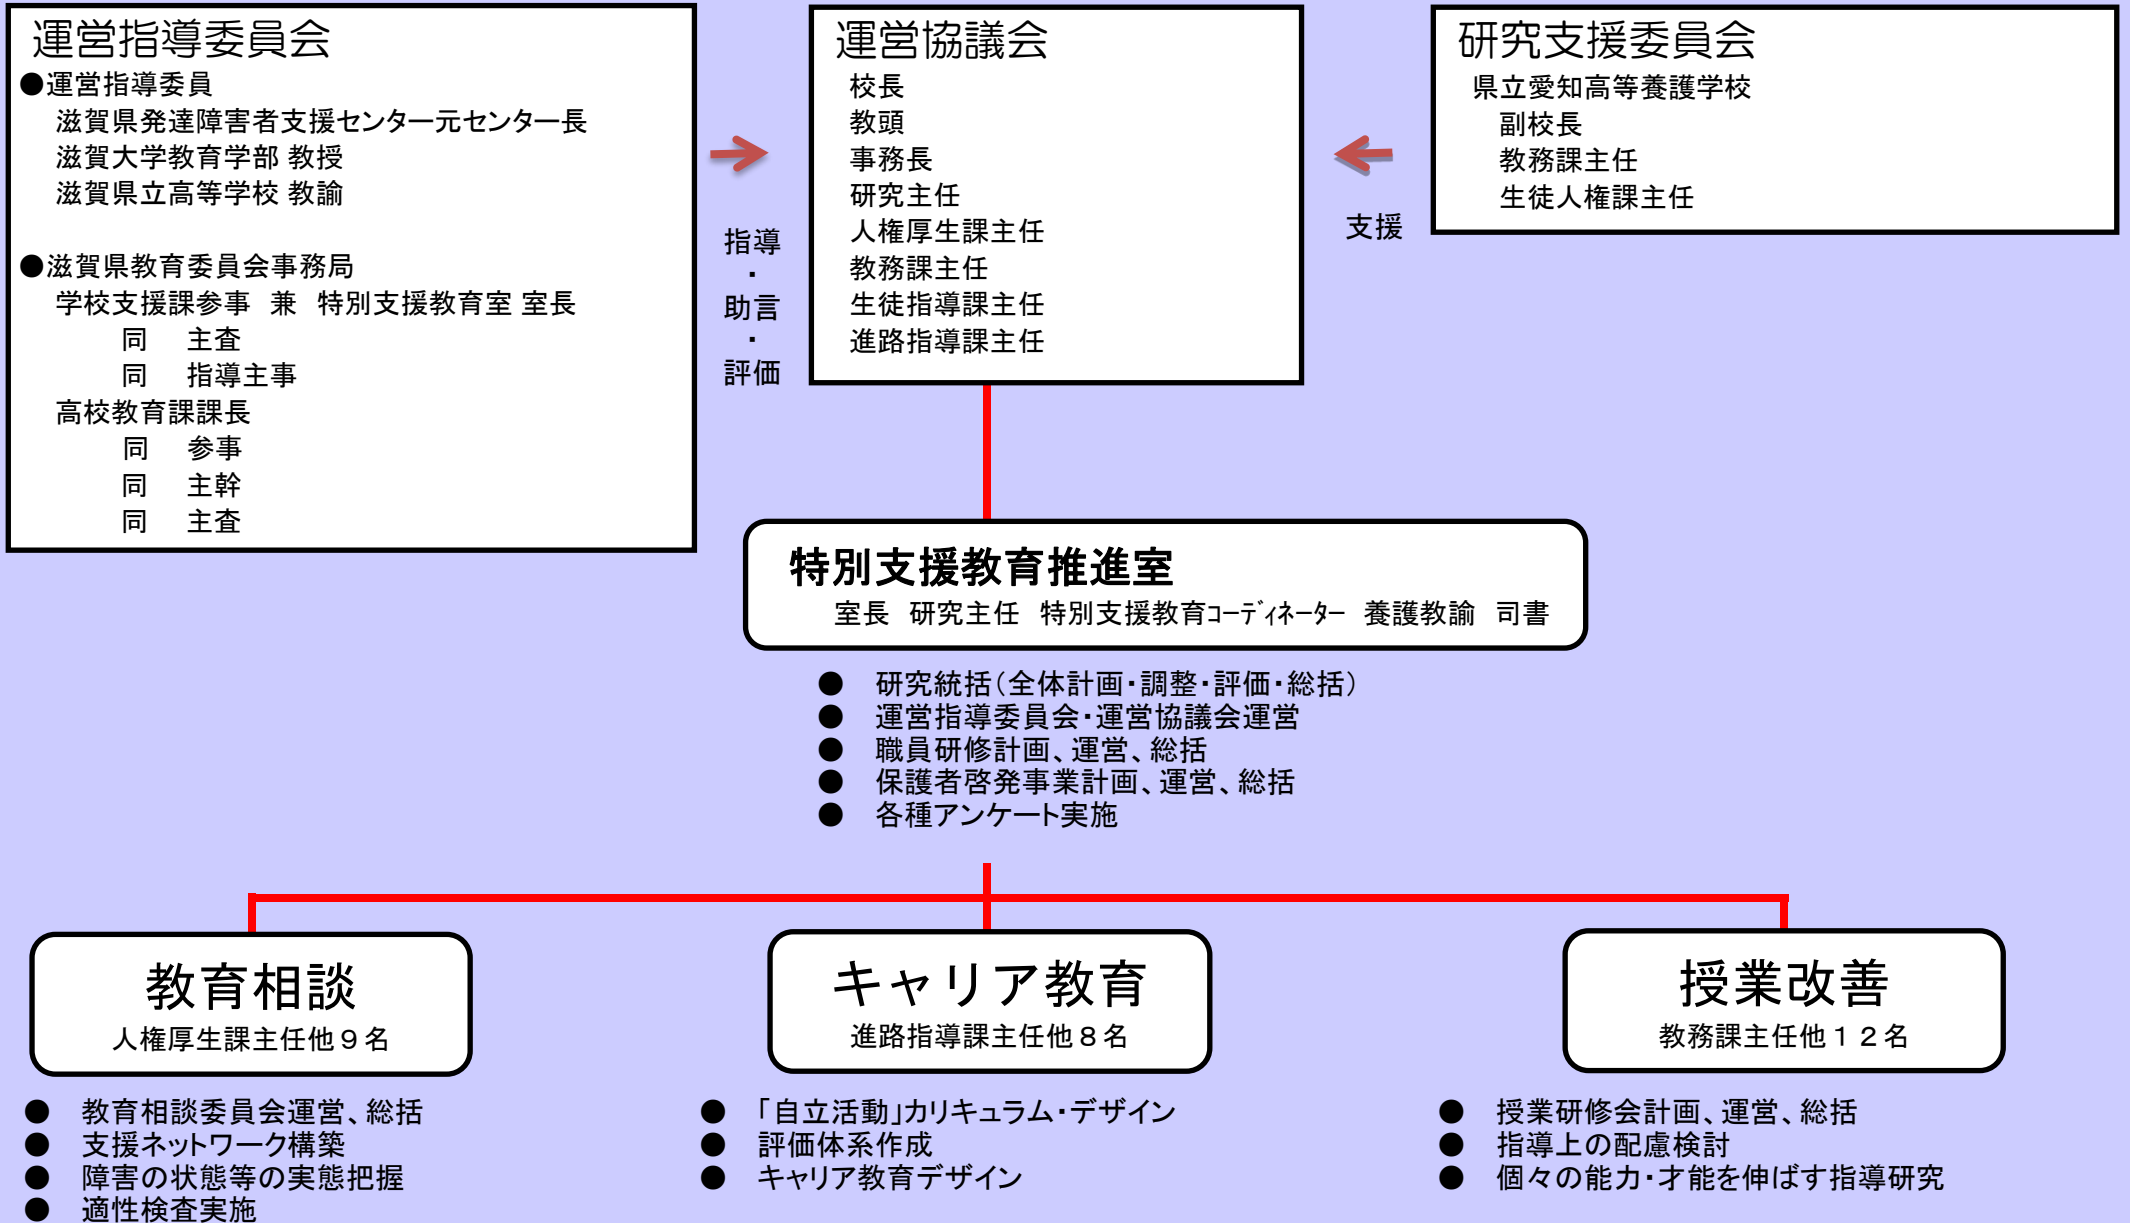 運営指導委員会
●運営指導委員
滋賀県発達障害者支援センター元センター長
滋賀大学教育学部 教授
滋賀県立高等学校 教諭
●滋賀県教育委員会事務局
学校支援課参事　兼　特別支援教育室 室長
同　主査
同　指導主事
高校教育課課長
同　参事
同　主幹
同　主査
指導
・
助言
・
評価
運営協議会
校長
教頭
事務長
研究主任
人権厚生課主任
教務課主任
生徒指導課主任
進路指導課主任
支援
研究支援委員会
県立愛知高等養護学校
副校長
教務課主任
生徒人権課主任
特別支援教育推進室
室長　研究主任　特別支援教育ｺｰﾃﾞｨﾈｰﾀｰ　養護教諭　司書
●　研究統括（全体計画・調整・評価・総括）
●　運営指導委員会・運営協議会運営
●　職員研修計画、運営、総括
●　保護者啓発事業計画、運営、総括
●　各種アンケート実施
教育相談
人権厚生課主任他９名
●　教育相談委員会運営、総括
●　支援ネットワーク構築
●　障害の状態等の実態把握
●　適性検査実施
キャリア教育
進路指導課主任他８名
●　「自立活動」カリキュラム・デザイン
●　評価体系作成
●　キャリア教育デザイン
授業改善
教務課主任他１２名
●　授業研修会計画、運営、総括
●　指導上の配慮検討
●　個々の能力・才能を伸ばす指導研究